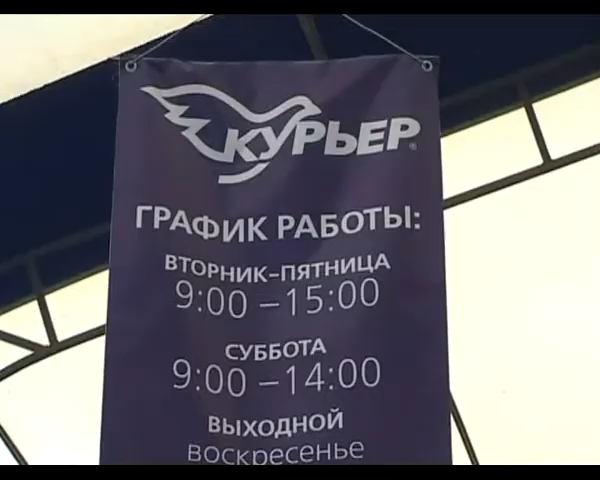 КУРЬЕР®
ГРАФИК РАБОТЫ:
ВТОРНИК-ПЯТНИЦА
9:00 –15:00
СУББОТА
9:00 –14:00
ВЫХОДНОЙ
воскресенье